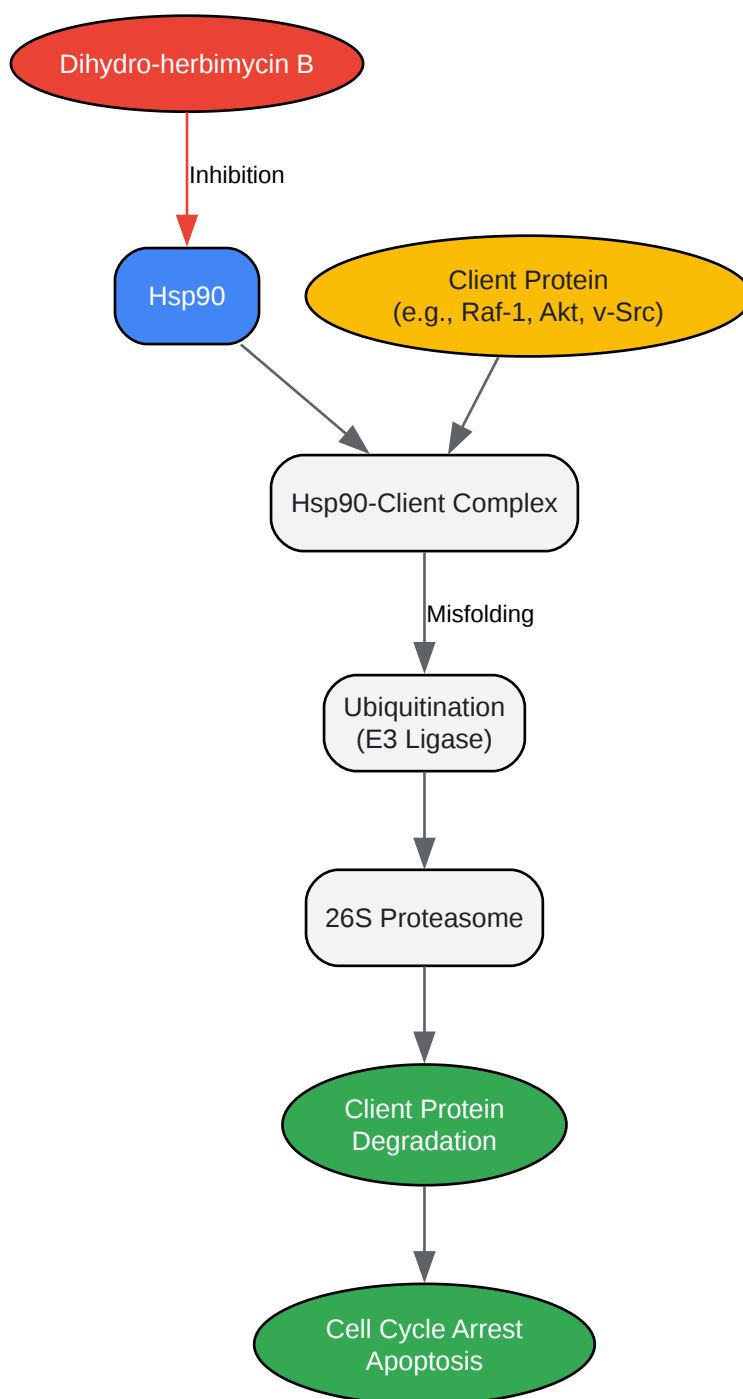 Dihydro-herbimycin B
Inhibition
Hsp90
Client Protein
(e.g., Raf-1, Akt, v-Src)
Hsp90-Client Complex
Misfolding
Ubiquitination
(E3 Ligase)
26S Proteasome
Client Protein
Degradation
Cell Cycle Arrest
Apoptosis